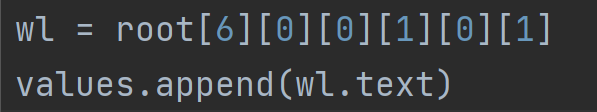 wl = root[6][0][0][1][0][1]
values.append(wl.text)